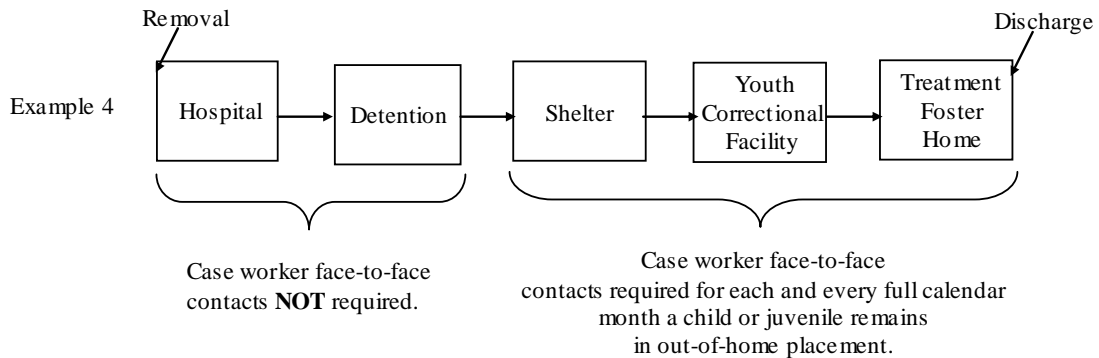 Removal
Discharge
Example 4
Hospital
Detention
Shelter
Youth
Correctional
Facility
Treatment
Foster
Home
Case worker face-to-face
contacts NOT required.
Case worker face-to-face
contacts required for each and every full calendar
month a child or juvenile remains
in out-of-home placement.